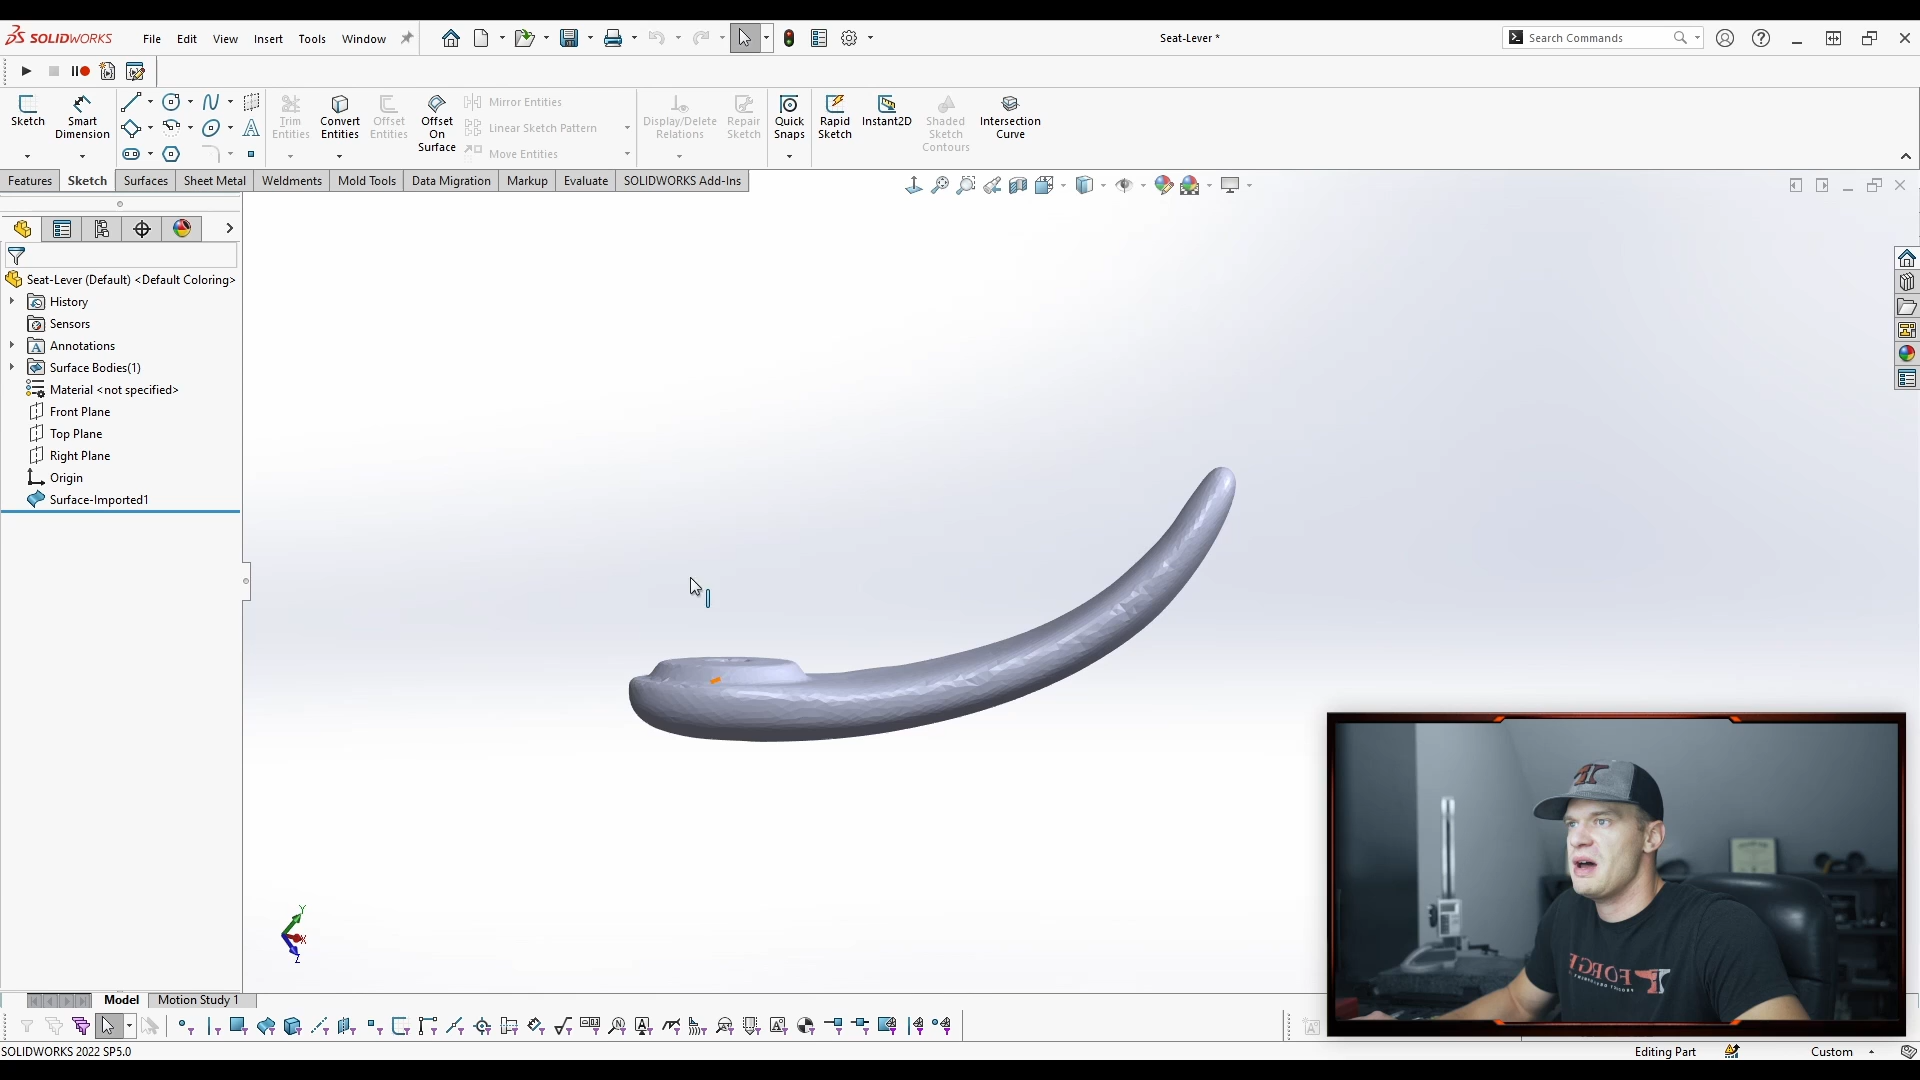 SOLIDWORKS
File Edit View Insert Tools Window
Seat-Lever *
Search Commands
Sketch
Smart Dimension
Trim Entities
Convert Entities
Offset Entities
Offset On Surface
Mirror Entities
Linear Sketch Pattern
Move Entities
Display/Delete Relations
Repair Sketch
Quick Snaps
Rapid Sketch
Instant2D
Shaded Sketch Contours
Intersection Curve
Features Sketch Surfaces Sheet Metal Weldments Mold Tools Data Migration Markup Evaluate SOLIDWORKS Add-Ins
Seat-Lever (Default) <Default Coloring>
History
Sensors
Annotations
Surface Bodies(1)
Material <not specified>
Front Plane
Top Plane
Right Plane
Origin
Surface-Imported1
Y
X
Z
FORGE
Model Motion Study 1
SOLIDWORKS 2022 SP5.0
Editing Part
Custom